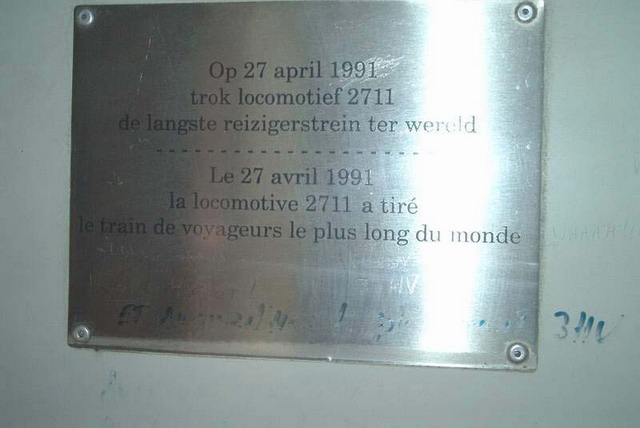 Op 27 april 1991
trok locomotief 2711
de langste reizigerstrein ter wereld
Le 27 avril 1991
la locomotive 2711 a tiré
le train de voyageurs le plus long du monde
ET